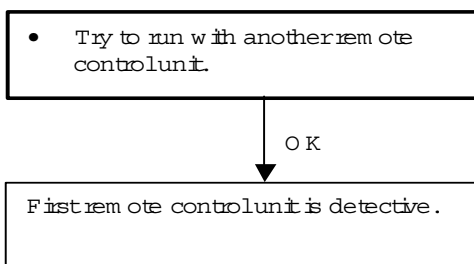 • Try to run with another remote
control unit.
OK
First remote control unit is detective.